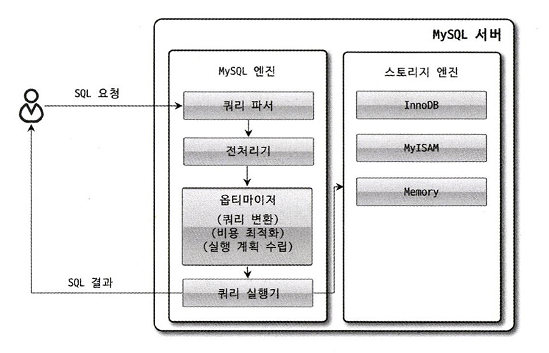 MySQL 서버
MySQL 엔진
스토리지 엔진
SQL 요청
쿼리 파서
InnoDB
전처리기
MyISAM
옵티마이저
(쿼리 변환)
(비용 최적화)
(실행 계획 수립)
Memory
SQL 결과
쿼리 실행기